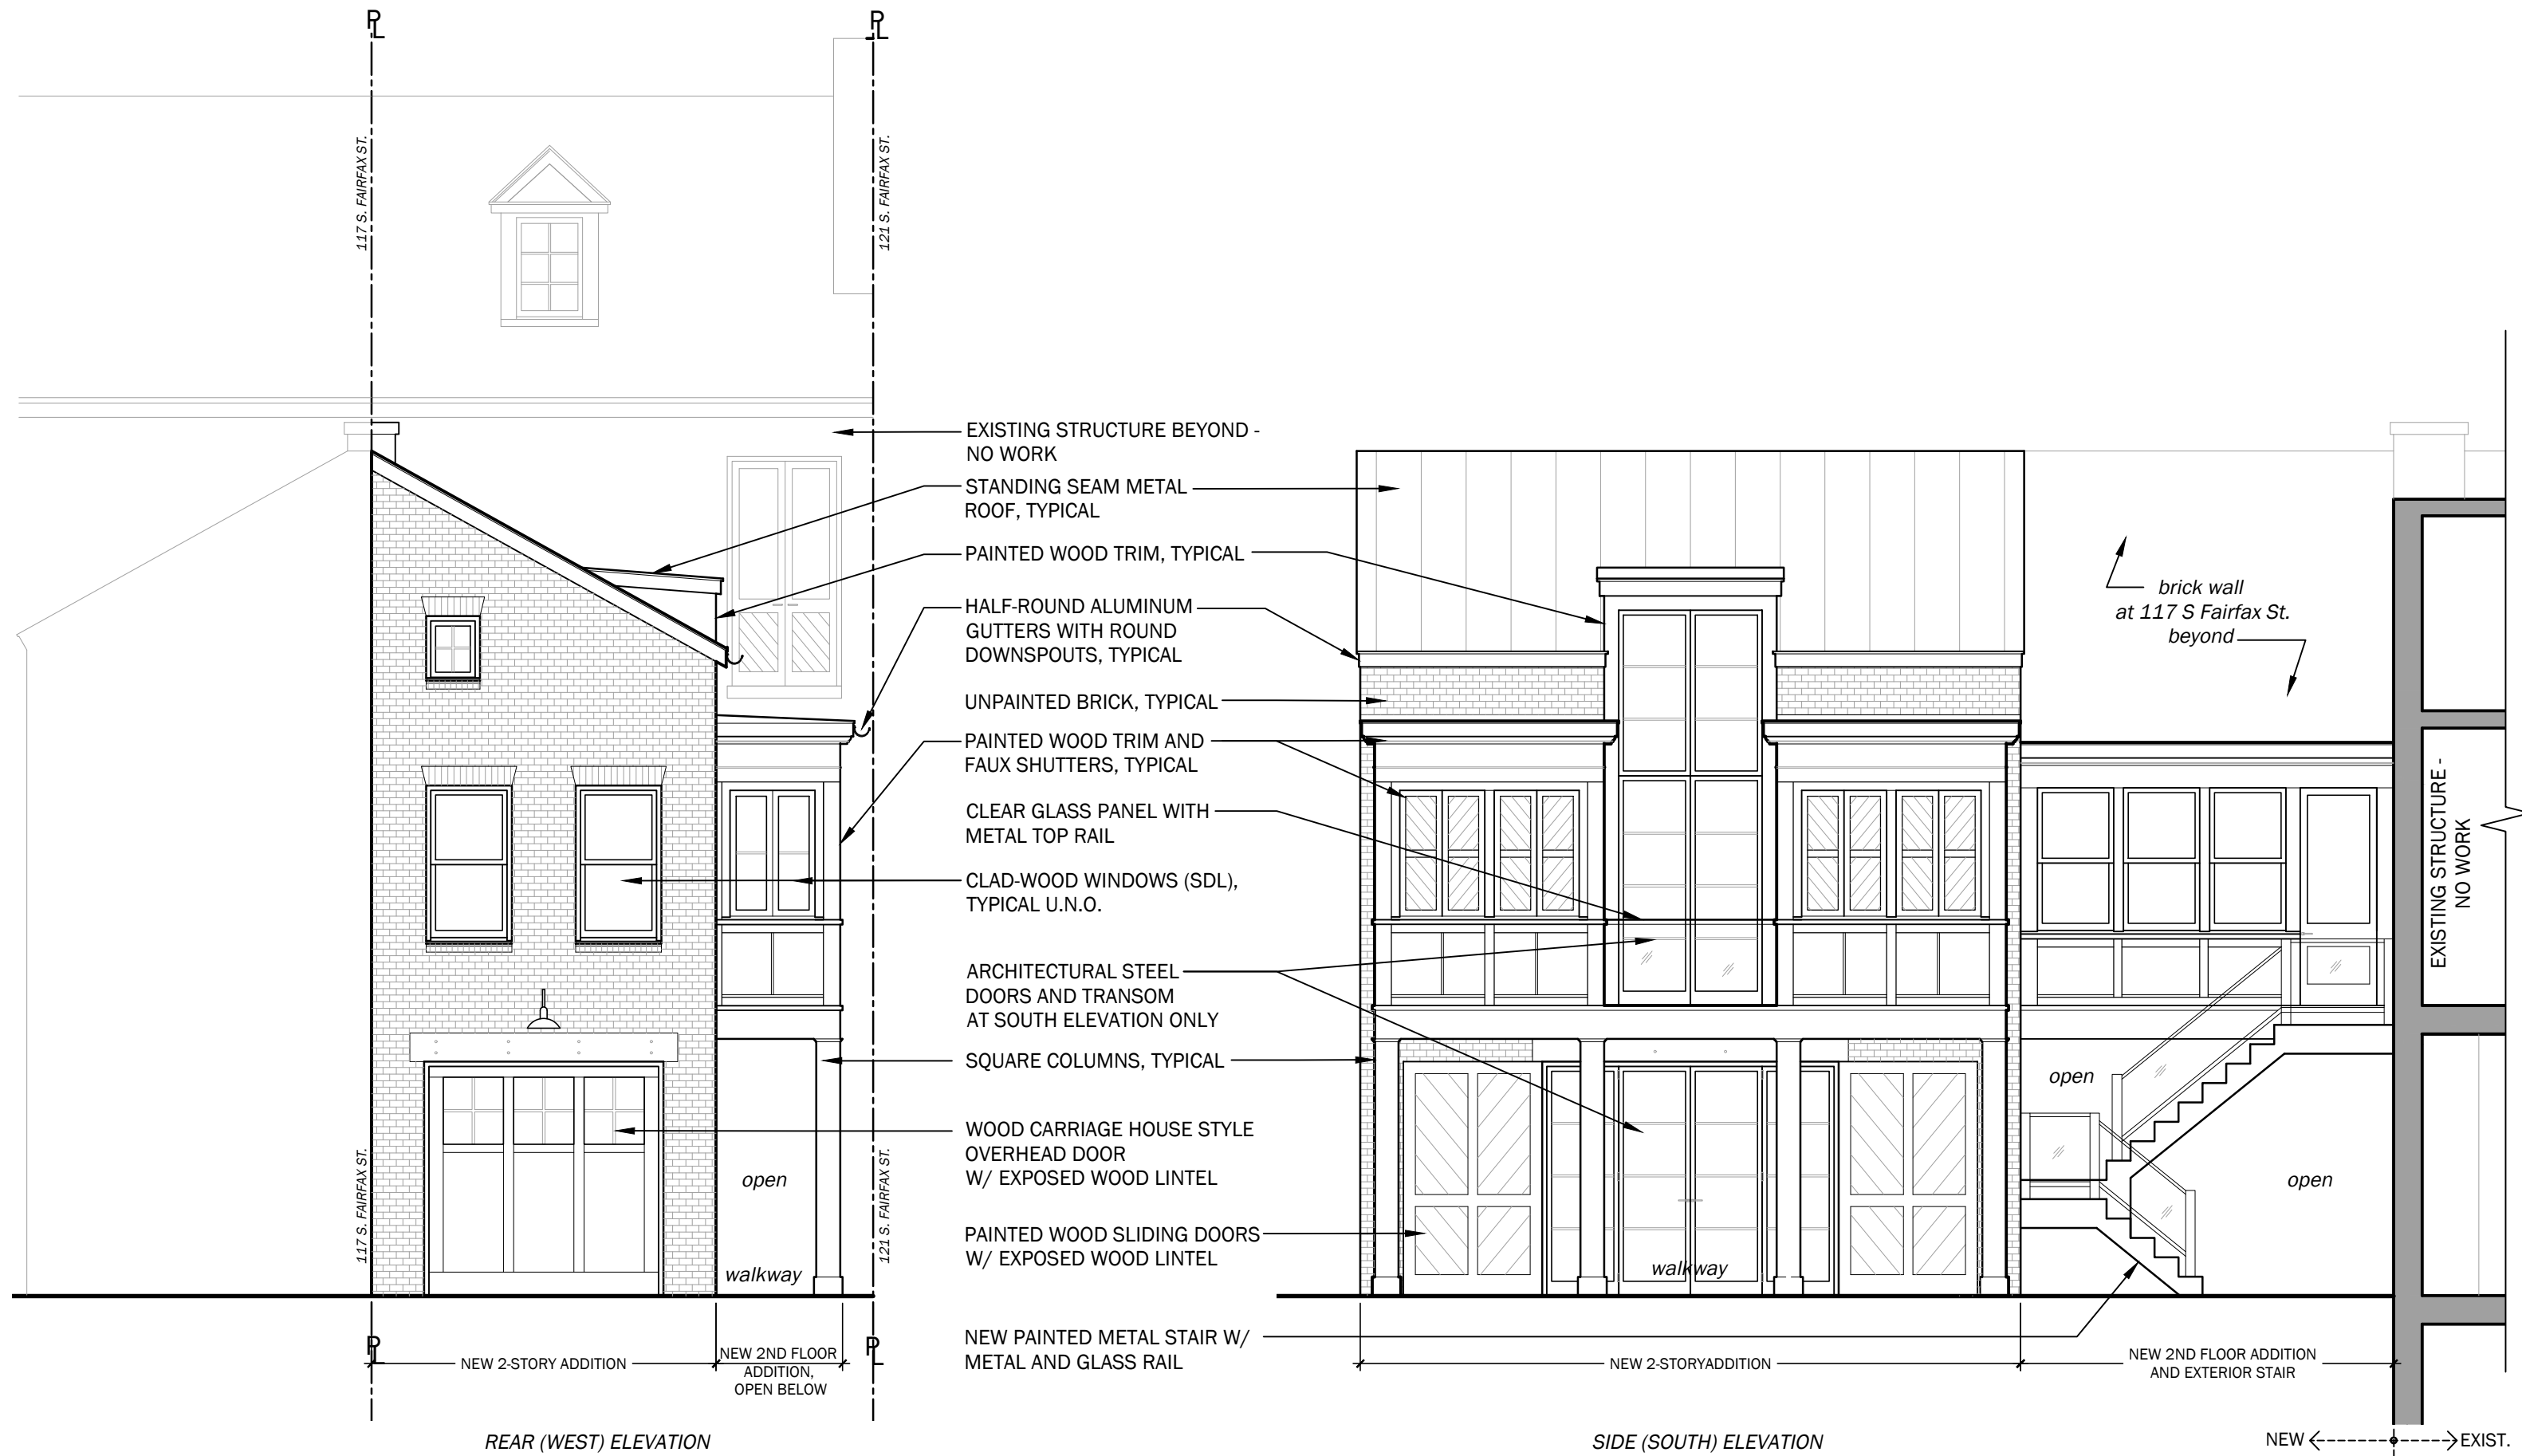 PL
PL
117 S. FAIRFAX ST.
121 S. FAIRFAX ST.
EXISTING STRUCTURE BEYOND -
NO WORK
STANDING SEAM METAL
ROOF, TYPICAL
PAINTED WOOD TRIM, TYPICAL
HALF-ROUND ALUMINUM
GUTTERS WITH ROUND
DOWNSPOUTS, TYPICAL
UNPAINTED BRICK, TYPICAL
PAINTED WOOD TRIM AND
FAUX SHUTTERS, TYPICAL
CLEAR GLASS PANEL WITH
METAL TOP RAIL
CLAD-WOOD WINDOWS (SDL),
TYPICAL U.N.O.
ARCHITECTURAL STEEL
DOORS AND TRANSOM
AT SOUTH ELEVATION ONLY
SQUARE COLUMNS, TYPICAL
WOOD CARRIAGE HOUSE STYLE
OVERHEAD DOOR
W/ EXPOSED WOOD LINTEL
PAINTED WOOD SLIDING DOORS
W/ EXPOSED WOOD LINTEL
NEW PAINTED METAL STAIR W/
METAL AND GLASS RAIL
brick wall
at 117 S Fairfax St.
beyond
EXISTING STRUCTURE -
NO WORK
open
open
open
walkway
walkway
117 S. FAIRFAX ST.
121 S. FAIRFAX ST.
PL
PL
NEW 2-STORY ADDITION
NEW 2ND FLOOR
ADDITION,
OPEN BELOW
NEW 2-STORYADDITION
NEW 2ND FLOOR ADDITION
AND EXTERIOR STAIR
REAR (WEST) ELEVATION
SIDE (SOUTH) ELEVATION
NEW
EXIST.